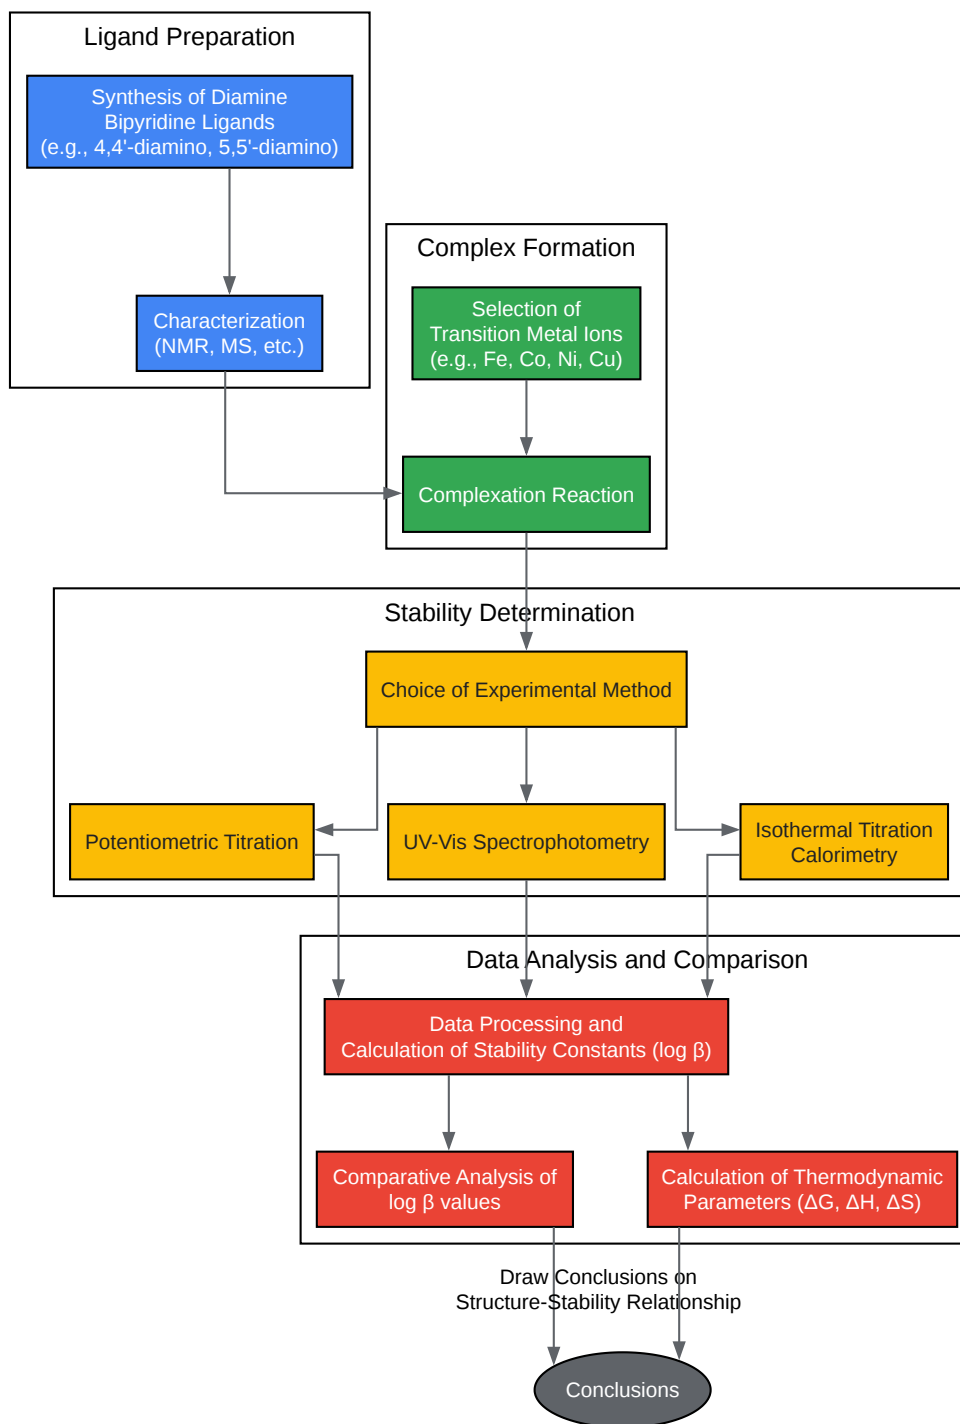 Ligand Preparation
Synthesis of Diamine
Bipyridine Ligands
(e.g., 4,4'-diamino, 5,5'-diamino)
Characterization
(NMR, MS, etc.)
Complex Formation
Selection of
Transition Metal Ions
(e.g., Fe, Co, Ni, Cu)
Complexation Reaction
Stability Determination
Choice of Experimental Method
Potentiometric Titration
UV-Vis Spectrophotometry
Isothermal Titration
Calorimetry
Data Analysis and Comparison
Data Processing and
Calculation of Stability Constants (log β)
Comparative Analysis of
log β values
Calculation of Thermodynamic
Parameters (ΔG, ΔH, ΔS)
Draw Conclusions on
Structure-Stability Relationship
Conclusions